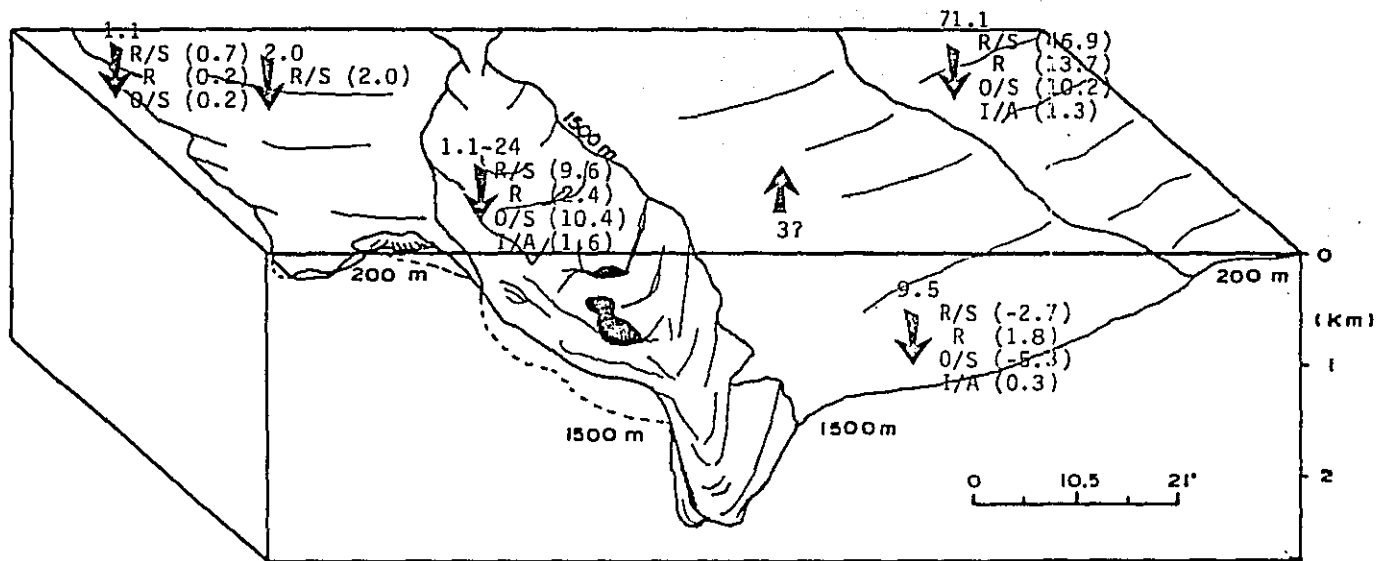 1.1
R/S (0.7)
R (0.2)
O/S (0.2)
2.0
R/S (2.0)
1.1-24
R/S (9.6)
R (2.4)
O/S (10.4)
I/A (1.6)
1500m
71.1
R/S (46.9)
R (13.7)
O/S (10.2)
I/A (1.3)
37
9.5
R/S (-2.7)
R (1.8)
O/S (-5.3)
I/A (0.3)
200 m
200 m
1500 m
1500m
0
(Km)
1
2
0 10.5 21'